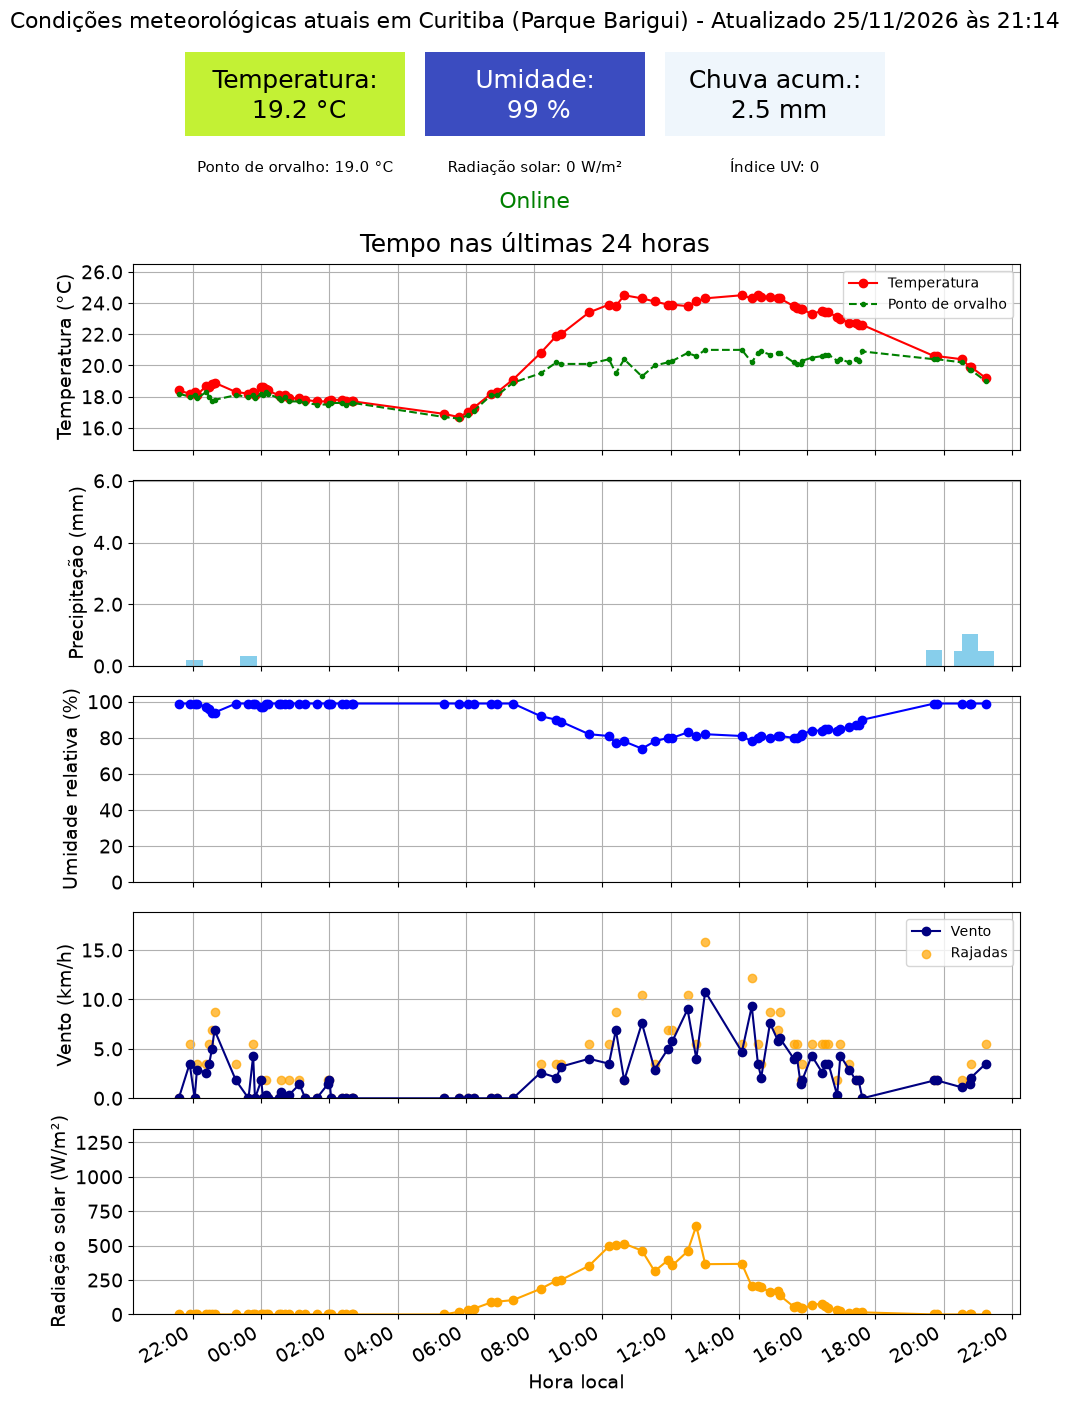 Condições meteorológicas atuais em Curitiba (Parque Barigui) - Atualizado 25/11/2026 às 21:14
Temperatura:
19.2 °C
Umidade:
99 %
Chuva acum.:
2.5 mm
Ponto de orvalho: 19.0 °C
Radiação solar: 0 W/m²
Índice UV: 0
Online
Tempo nas últimas 24 horas
Temperatura (°C)
26.0
24.0
22.0
20.0
18.0
16.0
Temperatura
Ponto de orvalho
Precipitação (mm)
6.0
4.0
2.0
0.0
Umidade relativa (%)
100
80
60
40
20
0
Vento (km/h)
15.0
10.0
5.0
0.0
Vento
Rajadas
Radiação solar (W/m²)
1250
1000
750
500
250
0
22:00
00:00
02:00
04:00
06:00
08:00
10:00
12:00
14:00
16:00
18:00
20:00
22:00
Hora local